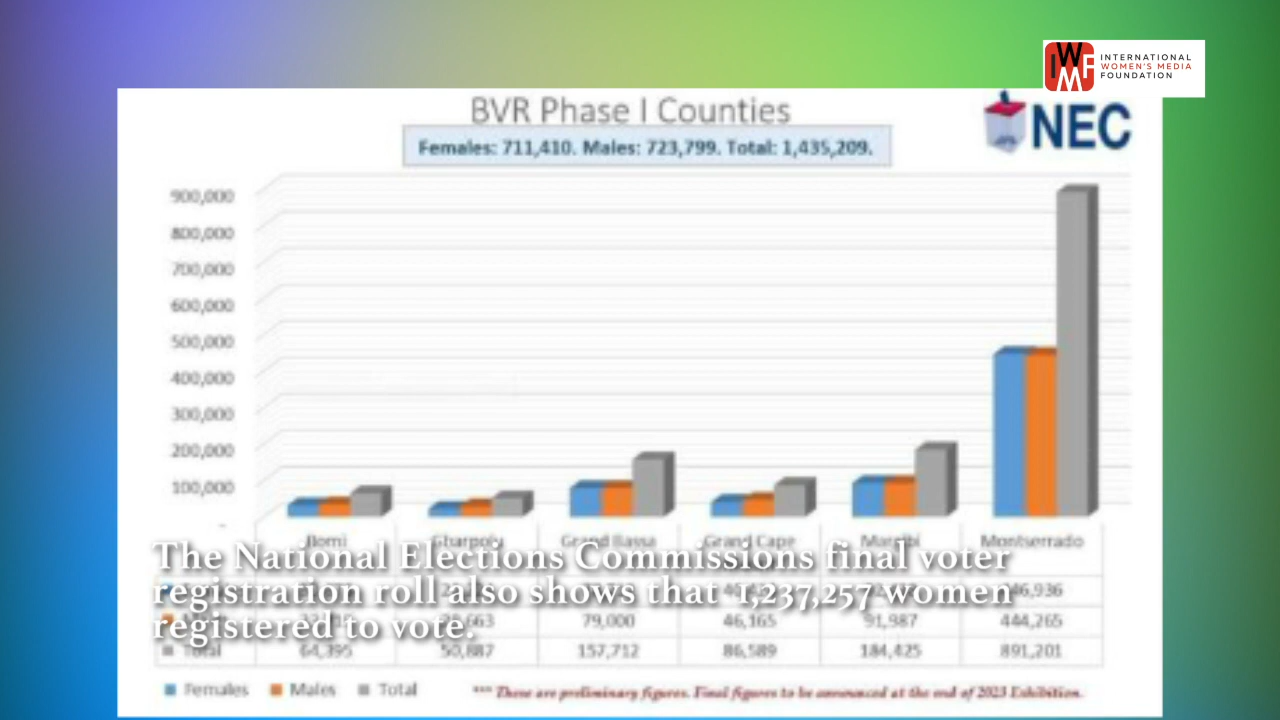 INTERNATIONAL
WOMEN'S MEDIA
FOUNDATION
IWMF
BVR Phase I Counties
NEC
Females: 711,410. Males: 723,799. Total: 1,435,209.
900,000
800,000
700,000
600,000
500,000
400,000
300,000
200,000
100,000
-
Bomi Gbarpolu Grand Bassa Grand Cape Margibi Montserrado
The National Elections Commissions final voter
registration roll also shows that 1,237,257 women
registered to vote.
79,000 46,165 91,987 444,265
Total 64,395 50,887 157,712 86,589 184,425 891,201
Females Males Total
*** These are preliminary figures. Final figures to be announced at the end of 2023 Exhibition.